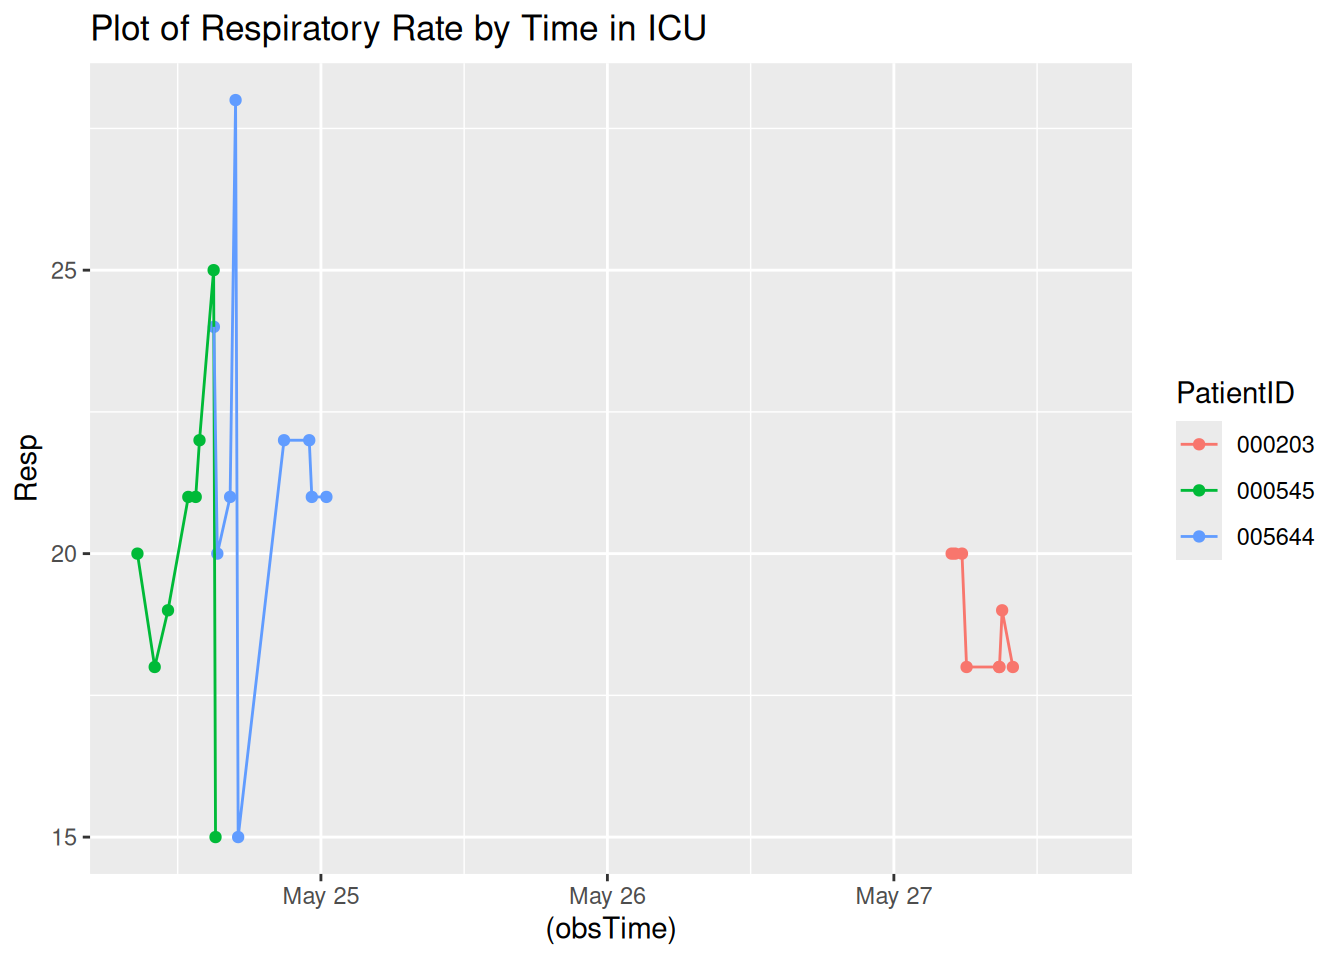 Plot of Respiratory Rate by Time in ICU
25
20
15
Resp
May 25
May 26
May 27
(obsTime)
PatientID
000203
000545
005644